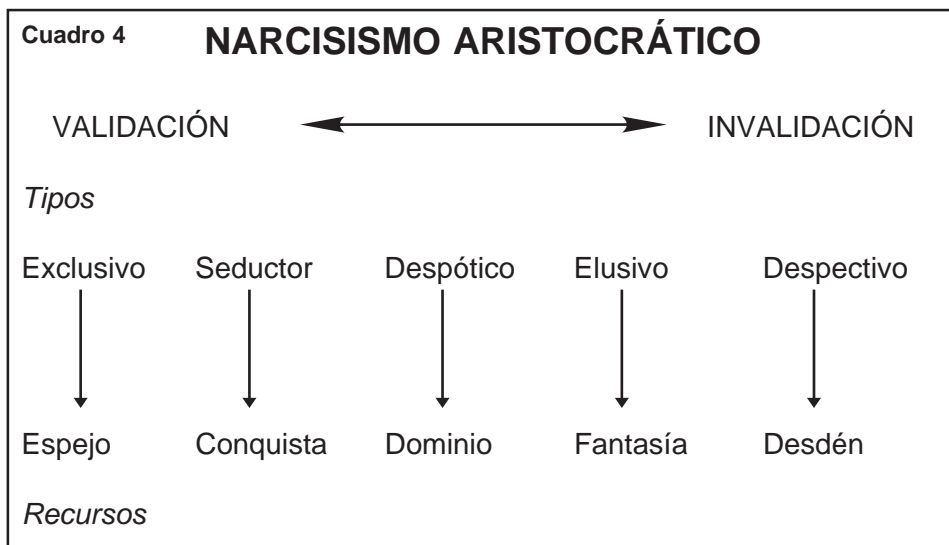 Cuadro 4 NARCISISMO ARISTOCRÁTICO
VALIDACIÓN INVALIDACIÓN
Tipos
Exclusivo Seductor Despótico Elusivo Despectivo
Espejo Conquista Dominio Fantasía Desdén
Recursos